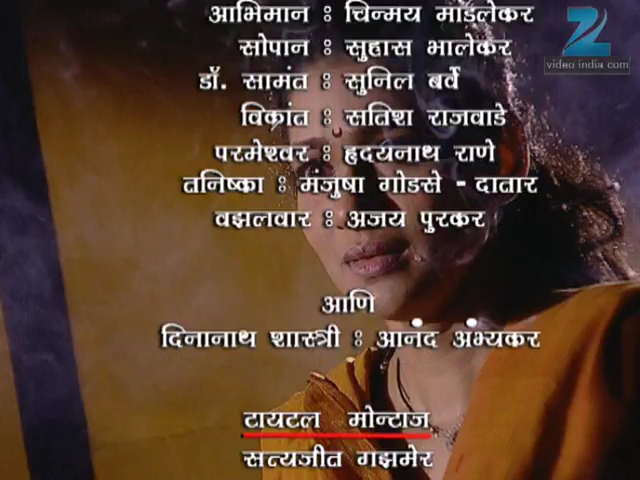 अभिमान : चिन्मय मांडलेकर
सोपान : सुहास भालेकर
डॉ. सामंत : सुनिल बर्वे
विक्रांत : सतिश राजवाडे
परमेश्वर : हृदयनाथ राणे
तनिष्का : मंजुषा गोडसे - दातार
वझलवार : अजय पुरकर
आणि
दिनानाथ शास्त्री : आनंद अभ्यंकर
टायटल मोन्टाज
सत्यजीत गझमेर
Z
video india.com